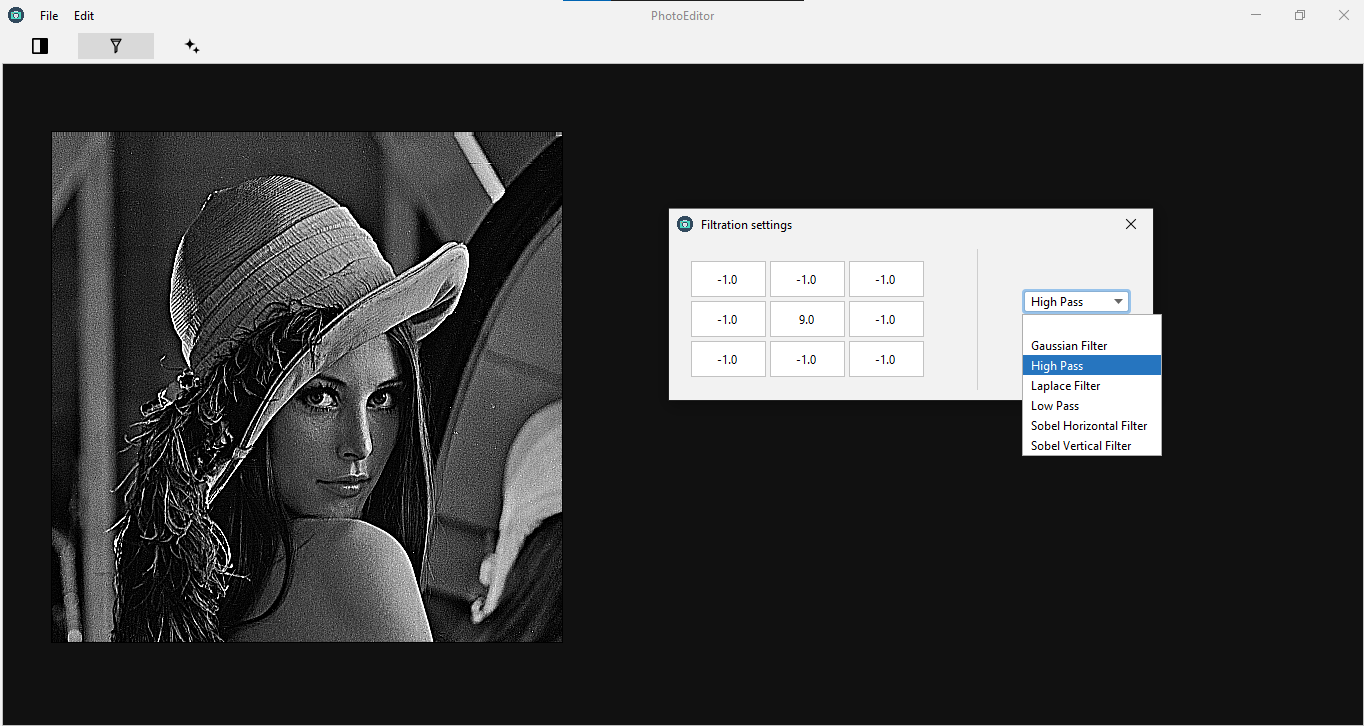 File Edit PhotoEditor
Filtration settings
-1.0 -1.0 -1.0
-1.0 9.0 -1.0
-1.0 -1.0 -1.0
High Pass
Gaussian Filter
High Pass
Laplace Filter
Low Pass
Sobel Horizontal Filter
Sobel Vertical Filter